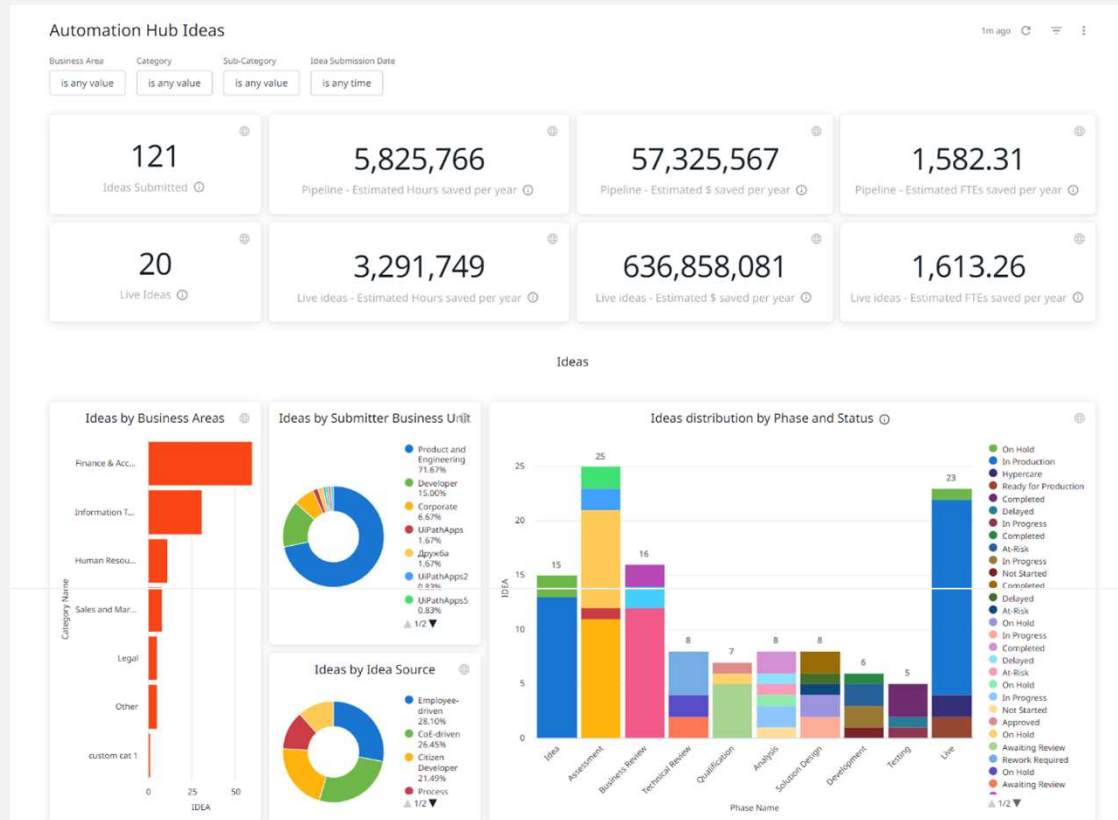 Automation Hub Ideas
1m ago
Business Area
Category
Sub-Category
Idea Submission Date
is any value
is any value
is any value
is any time
121
Ideas Submitted
5,825,766
Pipeline - Estimated Hours saved per year
57,325,567
Pipeline - Estimated $ saved per year
1,582.31
Pipeline - Estimated FTEs saved per year
20
Live Ideas
3,291,749
Live ideas - Estimated Hours saved per year
636,858,081
Live ideas - Estimated $ saved per year
1,613.26
Live ideas - Estimated FTEs saved per year
Ideas
Ideas by Business Areas
Category Name
Finance & Acc...
Information T...
Human Resou...
Sales and Mar...
Legal
Other
custom cat 1
0
25
50
IDEA
Ideas by Submitter Business Unit
Product and
Engineering
71.67%
Developer
15.00%
Corporate
6.67%
UiPathApps
1.67%
Дружба
1.67%
UiPathApps2
0.83%
UiPathApps5
0.83%
1/2
Ideas by Idea Source
Employee-
driven
28.10%
CoE-driven
26.45%
Citizen
Developer
21.49%
Process
1/2
Ideas distribution by Phase and Status
IDEA
25
20
15
10
5
0
15
25
16
8
7
8
8
6
5
23
Idea
Assessment
Business Review
Technical Review
Qualification
Analysis
Solution Design
Development
Testing
Live
Phase Name
On Hold
In Production
Hypercare
Ready for Production
Completed
Delayed
In Progress
Completed
At-Risk
In Progress
Not Started
Completed
Delayed
At-Risk
On Hold
In Progress
Completed
Delayed
At-Risk
On Hold
In Progress
Not Started
Approved
On Hold
Awaiting Review
Rework Required
On Hold
Awaiting Review
1/2